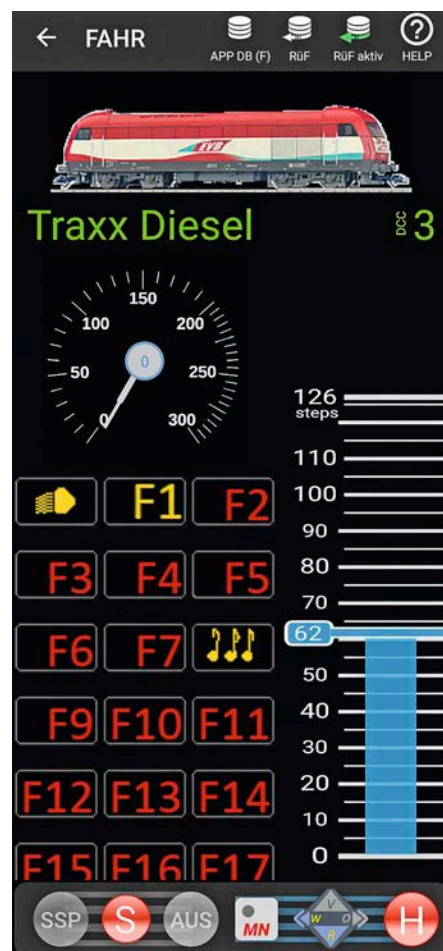 FAHR
APP DB (F) RüF RüF aktiv HELP
EVB
Traxx Diesel DCC 3
0 50 100 150 200 250 300
0
126
steps
110
100
90
80
70
62
50
40
30
20
10
0
F1 F2
F3 F4 F5
F6 F7
F9 F10 F11
F12 F13 F14
F15 F16 F17
SSP S AUS MN V W O R H